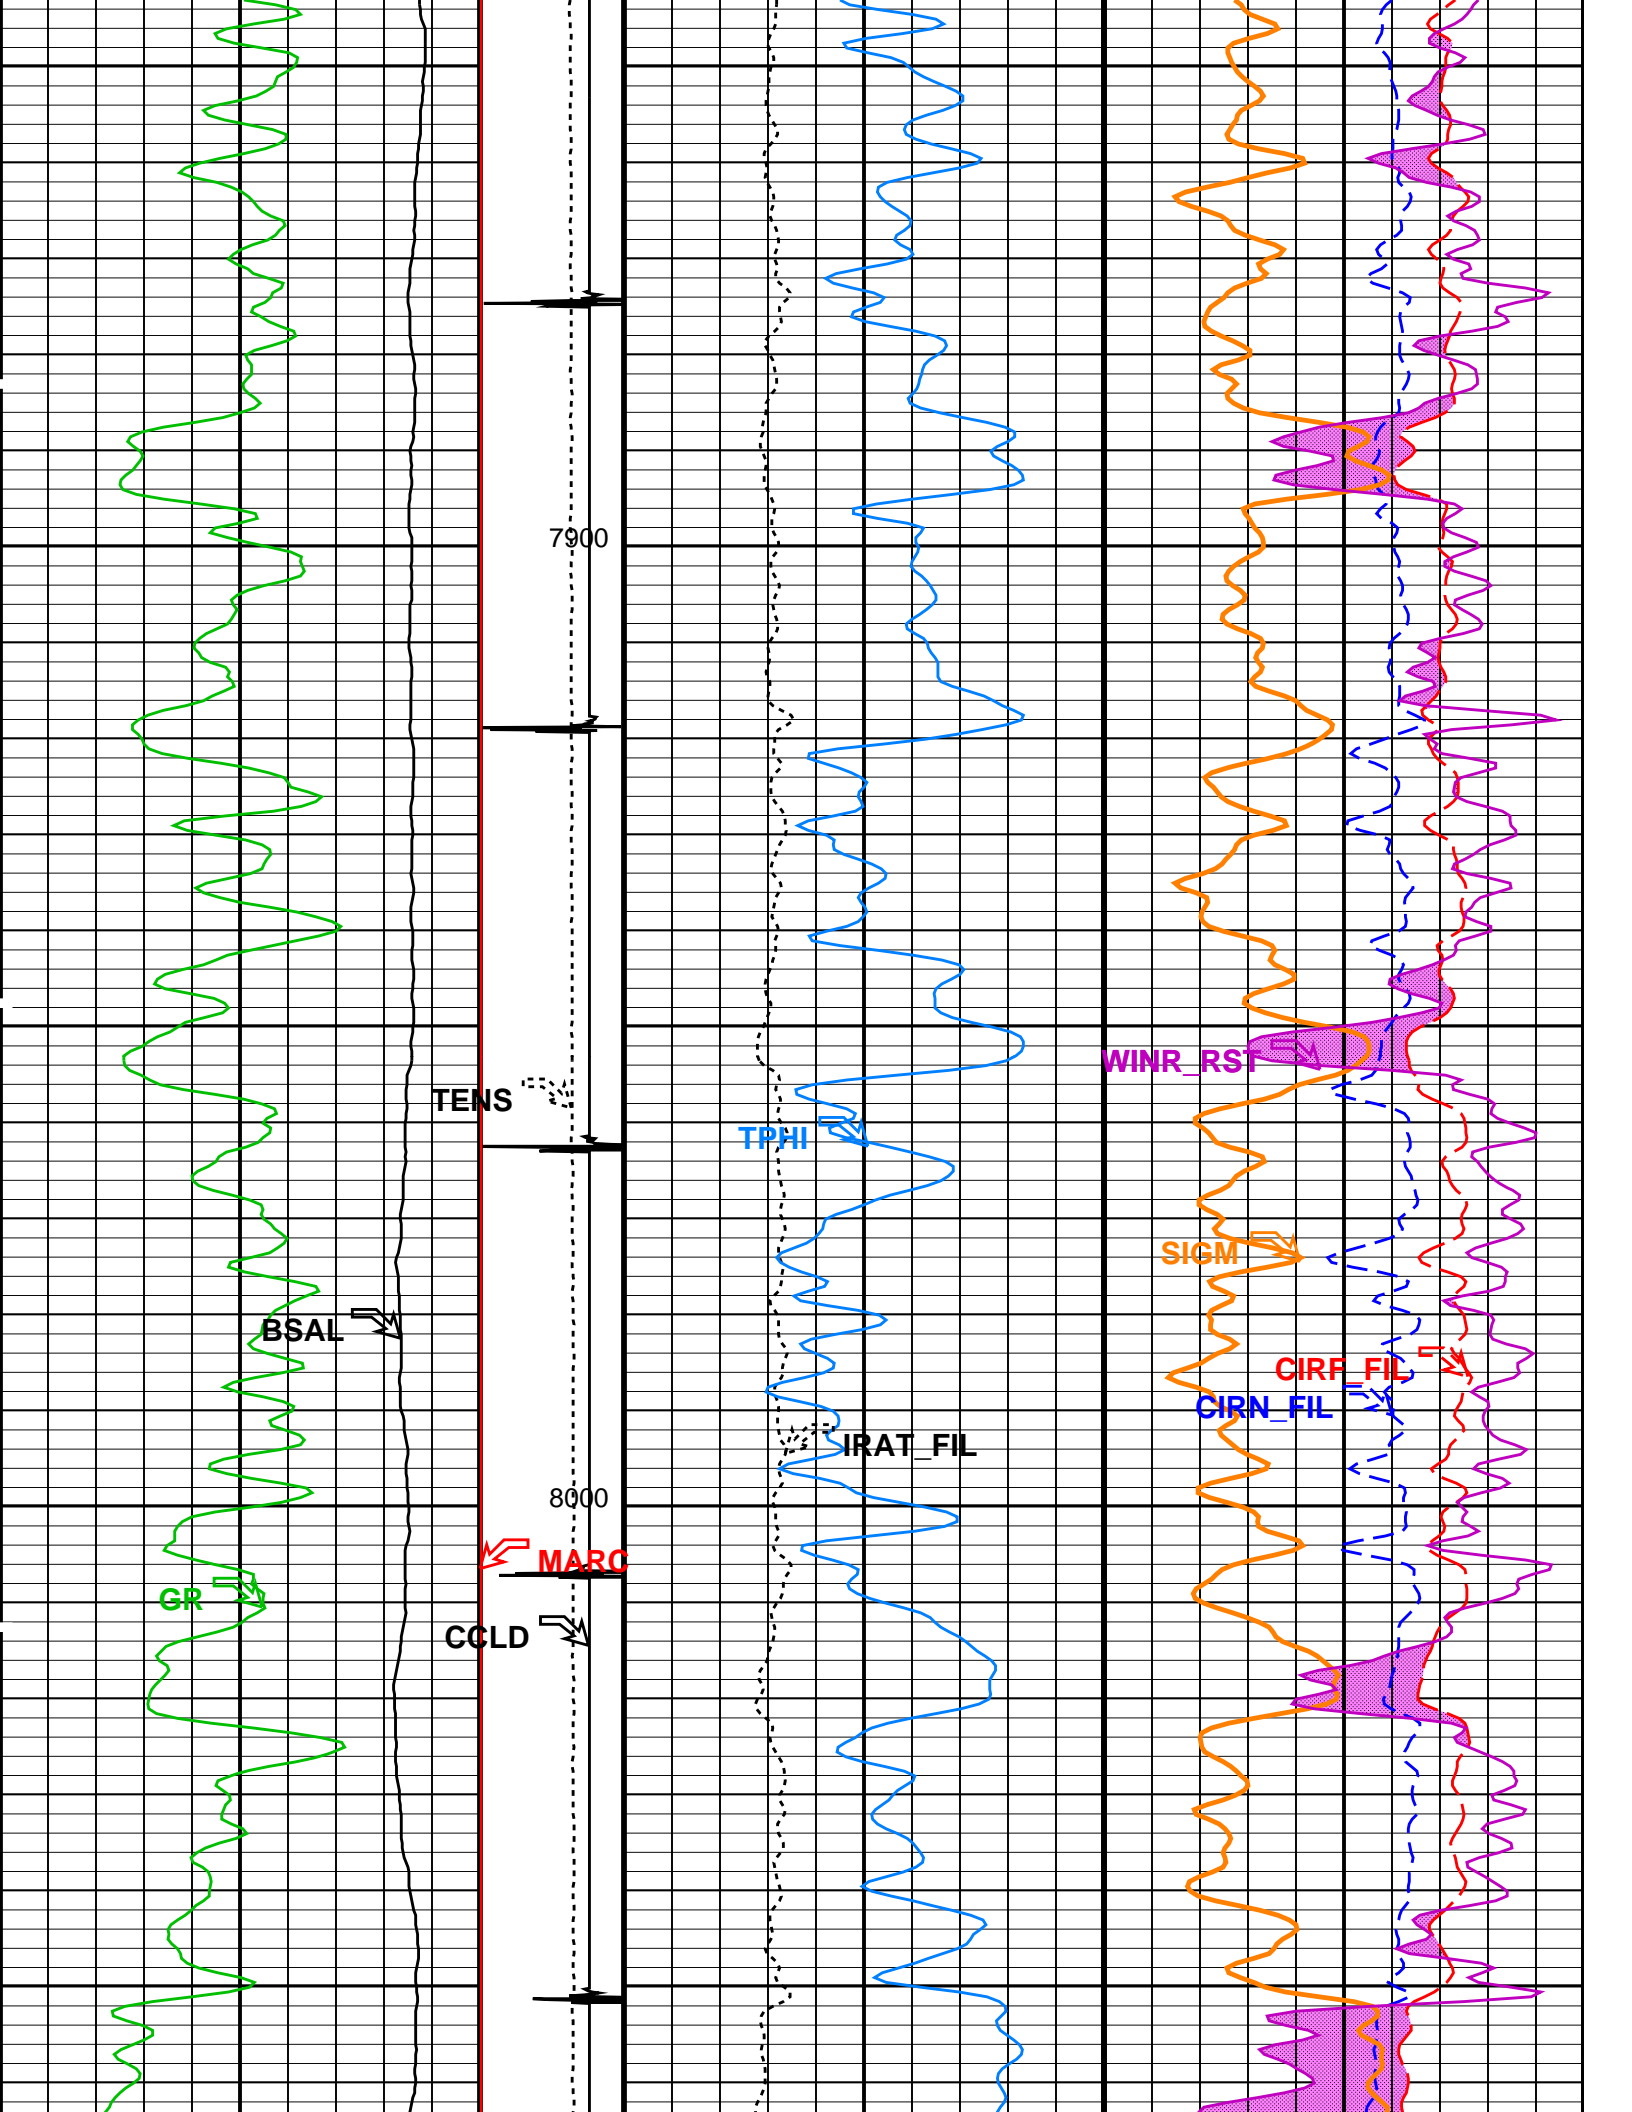 7900
WINR_RST
TENS
TPHI
SIGM
BSAL
CIRF_FIL
CIRN_FIL
IRAT_FIL
8000
MARC
GR
CCLD